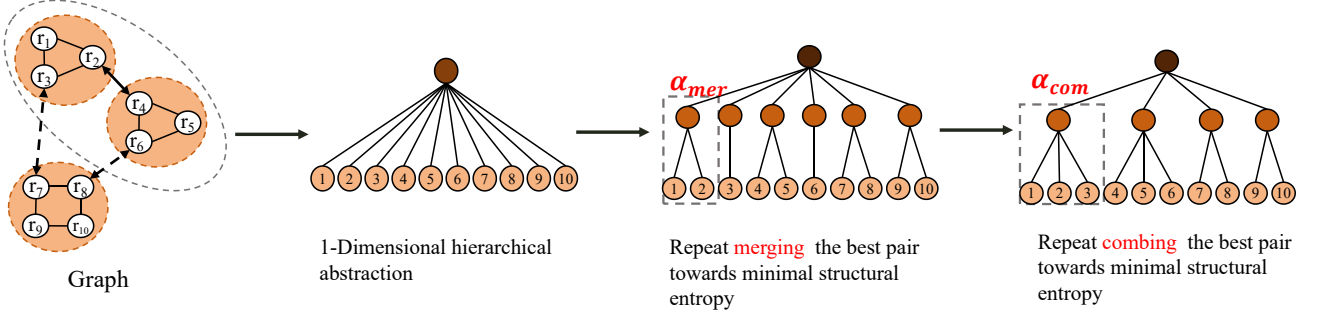 r1
r2
r3
r4
r5
r6
r7 r8
r9 r10
Graph
1 2 3 4 5 6 7 8 9 10
1-Dimensional hierarchical
abstraction
α_mer
1 2 3 4 5 6 7 8 9 10
Repeat merging the best pair
towards minimal structural
entropy
α_com
1 2 3 4 5 6 7 8 9 10
Repeat combing the best pair
towards minimal structural
entropy